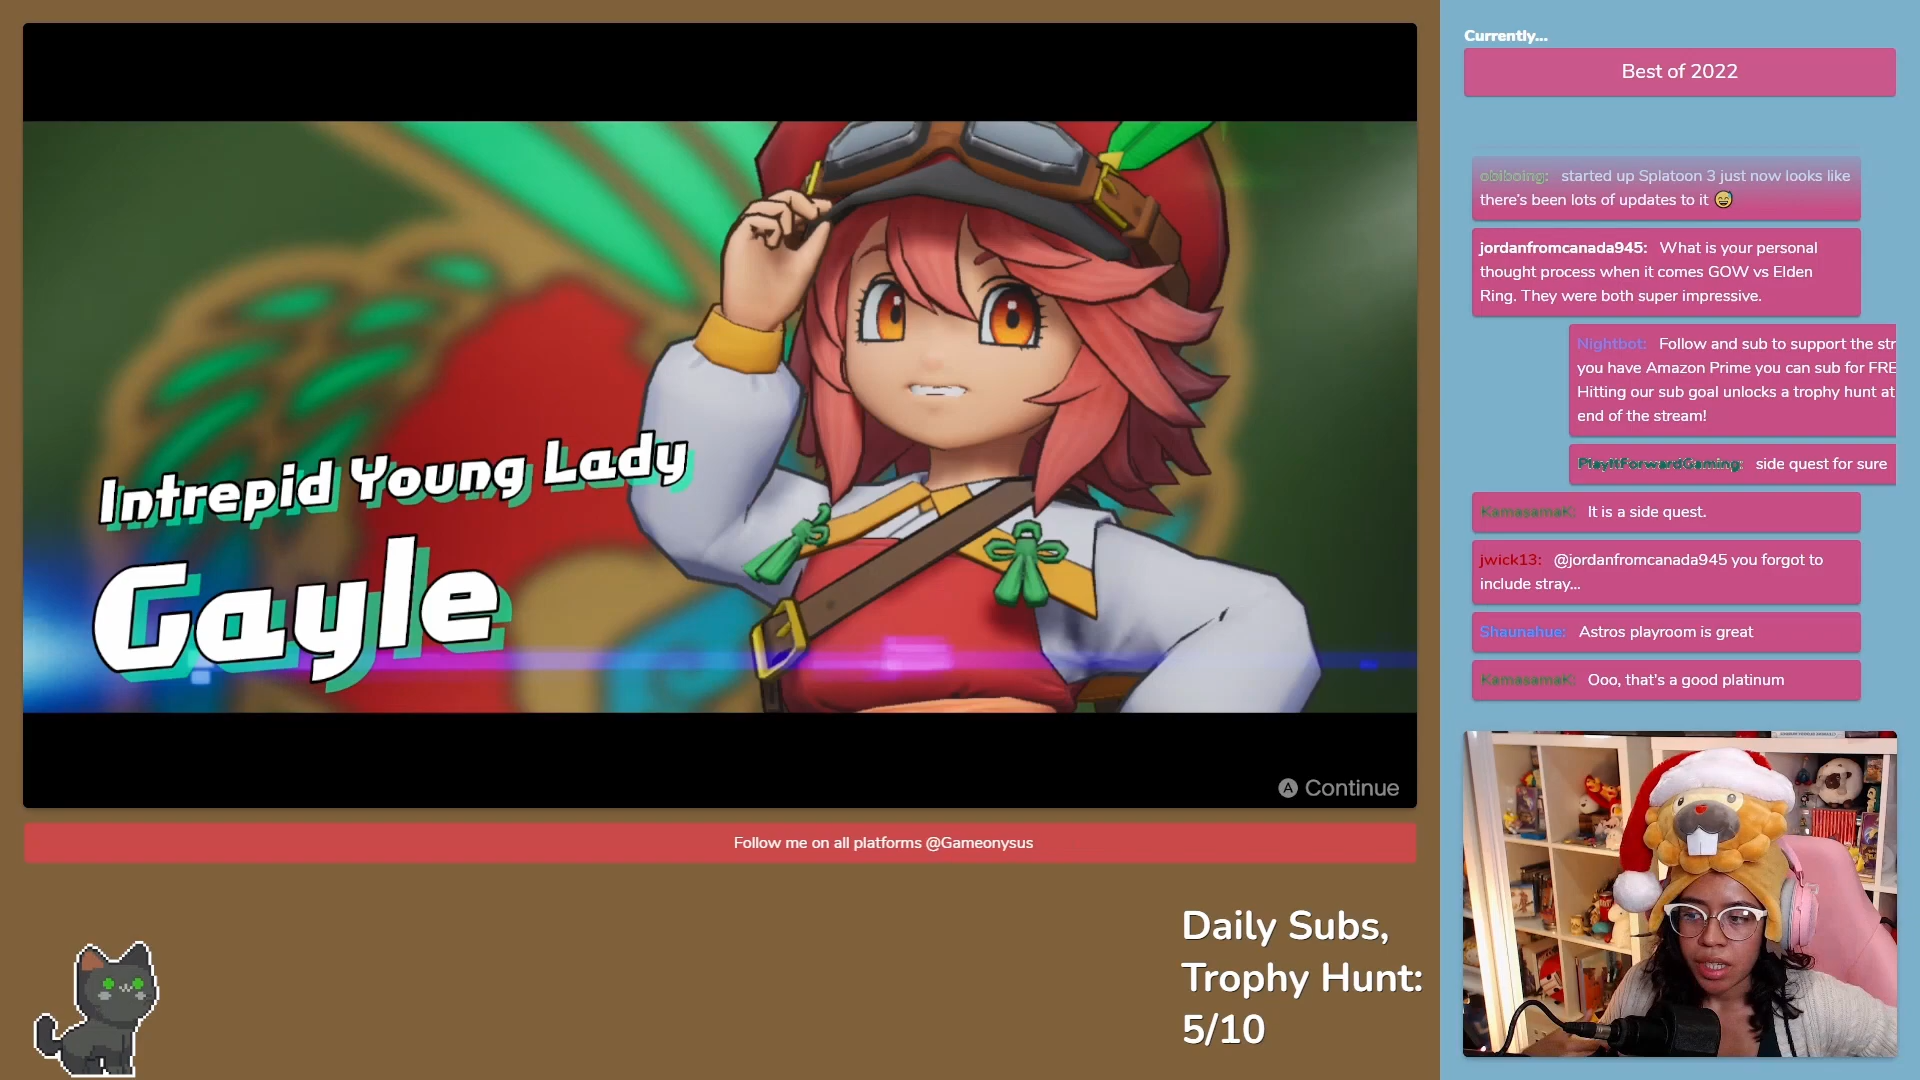 Intrepid Young Lady
Gayle
A Continue
Follow me on all platforms @Gameonysus
Daily Subs,
Trophy Hunt:
5/10
Currently...
Best of 2022
obiboing: started up Splatoon 3 just now looks like
there's been lots of updates to it
jordanfromcanada945: What is your personal
thought process when it comes GOW vs Elden
Ring. They were both super impressive.
Nightbot: Follow and sub to support the str
you have Amazon Prime you can sub for FRE
Hitting our sub goal unlocks a trophy hunt at
end of the stream!
PlayItForwardGaming: side quest for sure
KamasamaK: It is a side quest.
jwick13: @jordanfromcanada945 you forgot to
include stray...
Shaunahue: Astros playroom is great
KamasamaK: Ooo, that's a good platinum